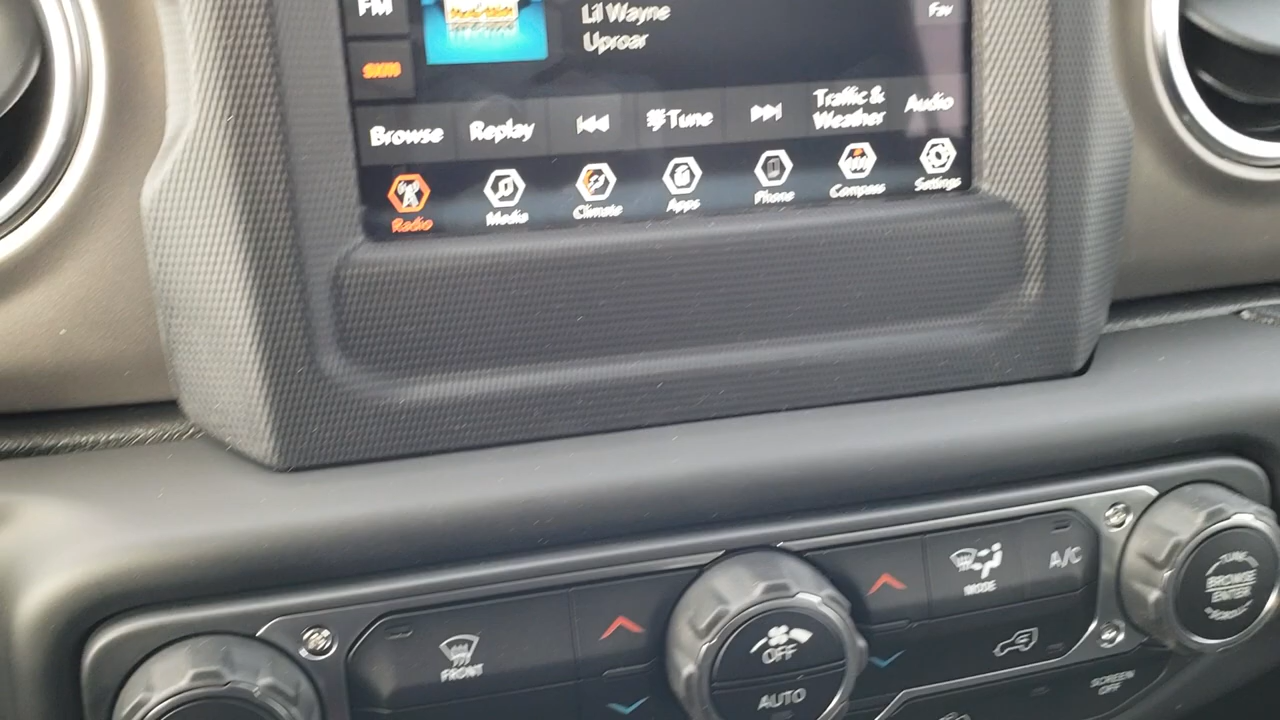 FM
SXM
Lil Wayne
Uproar
Fav
Browse
Replay
Tune
Traffic &
Weather
Audio
Radio
Media
Climate
Apps
Phone
Compass
Settings
FRONT
OFF
AUTO
MODE
A/C
TUNE
BROWSE
ENTER
SCREEN
OFF